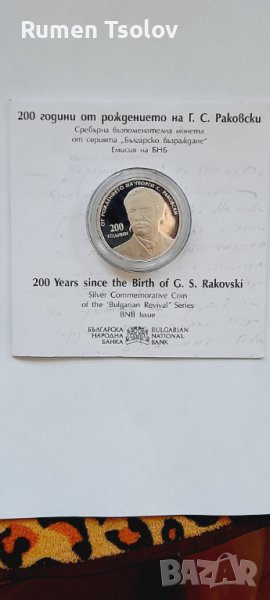 Rumen Tsolov
200 години от рождението на Г. С. Раковски
Сребърна възпоменателна монета
от серията „Българско възраждане“
Емисия на БНБ
ОТ РОЖДЕНИЕТО НА ГЕОРГИ С. РАКОВСКИ
200
ГОДИНИ
200 Years since the Birth of G. S. Rakovski
Silver Commemorative Coin
of the "Bulgarian Revival" Series
BNB Issue
БЪЛГАРСКА BULGARIAN
НАРОДНА NATIONAL
БАНКА BANK
bazar